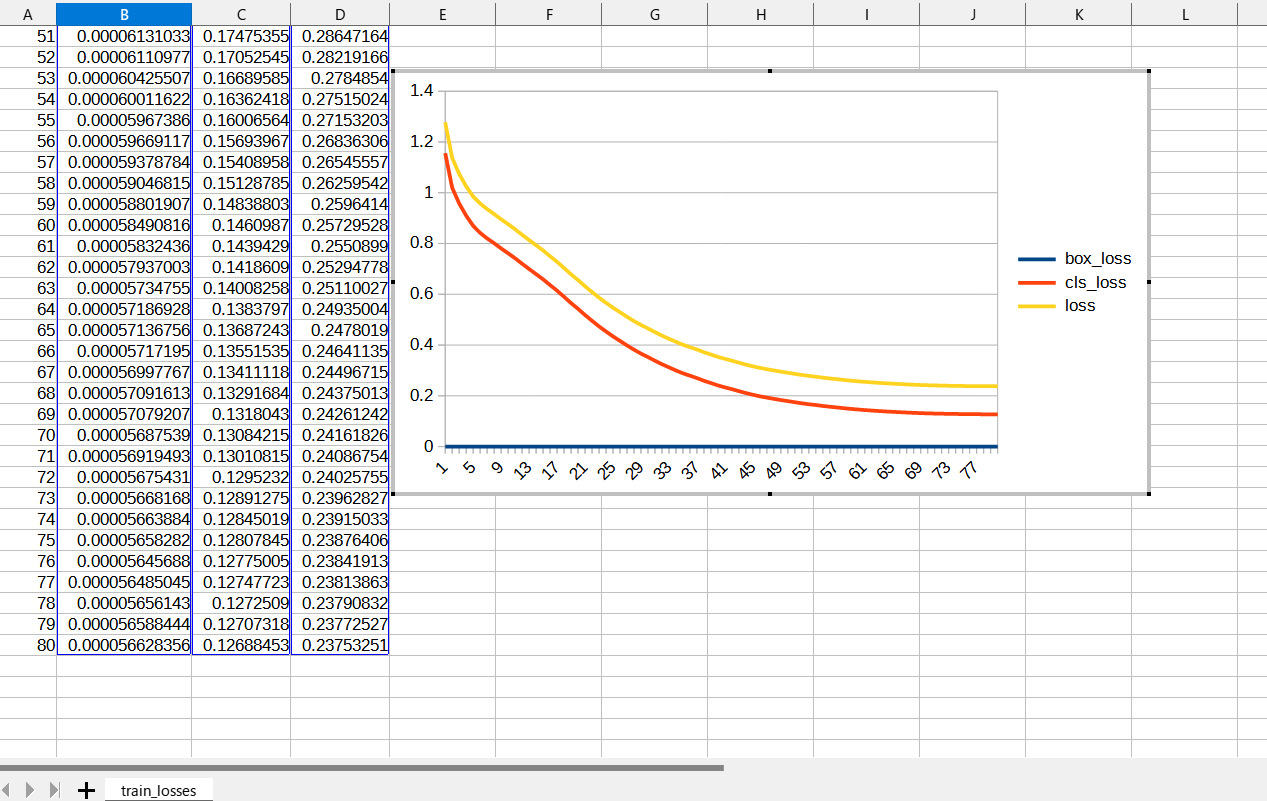 A B C D E F G H I J K L
51 0.00006131033 0.17475355 0.28647164
52 0.00006110977 0.17052545 0.28219166
53 0.000060425507 0.16689585 0.2784854
54 0.000060011622 0.16362418 0.27515024
55 0.00005967386 0.16006564 0.27153203
56 0.000059669117 0.15693967 0.26836306
57 0.000059378784 0.15408958 0.26545557
58 0.000059046815 0.15128785 0.26259542
59 0.000058801907 0.14838803 0.2596414
60 0.000058490816 0.1460987 0.25729528
61 0.00005832436 0.1439429 0.2550899
62 0.000057937003 0.1418609 0.25294778
63 0.00005734755 0.14008258 0.25110027
64 0.000057186928 0.1383797 0.24935004
65 0.000057136756 0.13687243 0.2478019
66 0.00005717195 0.13551535 0.24641135
67 0.000056997767 0.13411118 0.24496715
68 0.000057091613 0.13291684 0.24375013
69 0.000057079207 0.1318043 0.24261242
70 0.00005687539 0.13084215 0.24161826
71 0.000056919493 0.13010815 0.24086754
72 0.00005675431 0.1295232 0.24025755
73 0.00005668168 0.12891275 0.23962827
74 0.00005663884 0.12845019 0.23915033
75 0.00005658282 0.12807845 0.23876406
76 0.00005645688 0.12775005 0.23841913
77 0.000056485045 0.12747723 0.23813863
78 0.00005656143 0.1272509 0.23790832
79 0.000056588444 0.12707318 0.23772527
80 0.000056628356 0.12688453 0.23753251
1.4
1.2
1
0.8
0.6
0.4
0.2
0
1 5 9 13 17 21 25 29 33 37 41 45 49 53 57 61 65 69 73 77
box_loss
cls_loss
loss
train_losses